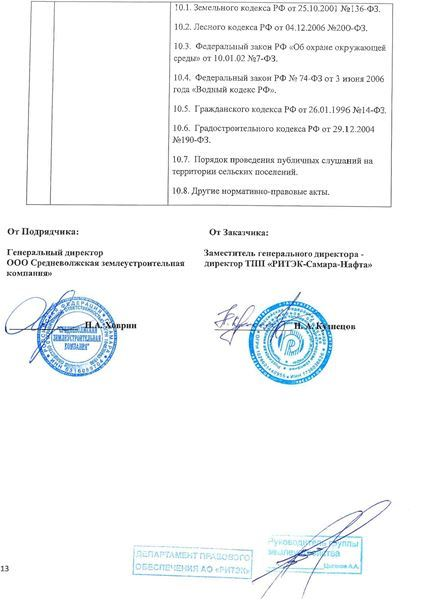 10.1. Земельного кодекса РФ от 25.10.2001 №136-ФЗ.
10.2. Лесного кодекса РФ от 04.12.2006 №200-ФЗ.
10.3. Федеральный закон РФ «Об охране окружающей
среды» от 10.01.02 №7-ФЗ.
10.4. Федеральный закон РФ № 74-ФЗ от 3 июня 2006
года «Водный кодекс РФ».
10.5. Гражданского кодекса РФ от 26.01.1996 №14-ФЗ.
10.6. Градостроительного кодекса РФ от 29.12.2004
№190-ФЗ.
10.7. Порядок проведения публичных слушаний на
территории сельских поселений.
10.8. Другие нормативно-правовые акты.
От Подрядчика:
Генеральный директор
ООО Средневолжская землеустроительная
компания»
П.А. Ховрин
СРЕДНЕВОЛЖСКАЯ
ЗЕМЛЕУСТРОИТЕЛЬНАЯ
КОМПАНИЯ"
От Заказчика:
Заместитель генерального директора -
директор ТПП «РИТЭК-Самара-Нафта»
Н. А. Кузнецов
ДЕПАРТАМЕНТ ПРАВОВОГО
ОБЕСПЕЧЕНИЯ АО «РИТЭК»
Руководитель группы
Цыганов А.А.
13